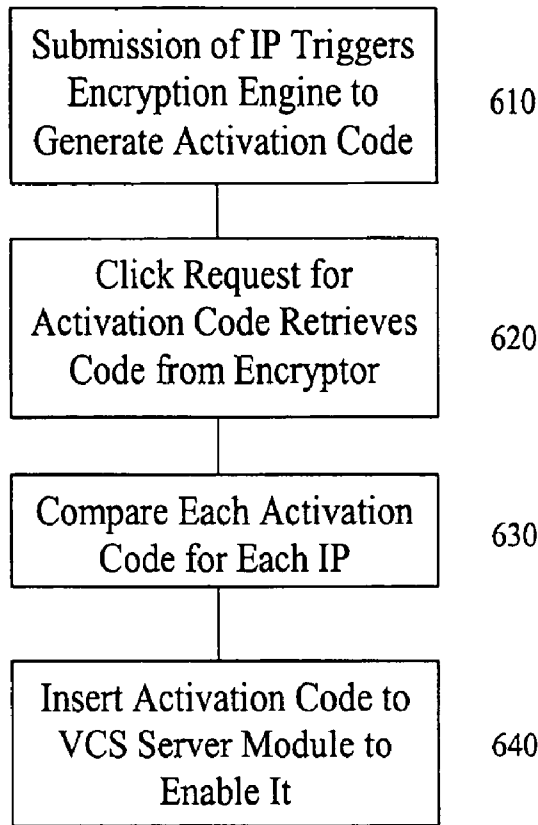 Submission of IP Triggers
Encryption Engine to
Generate Activation Code
610
Click Request for
Activation Code Retrieves
Code from Encryptor
620
Compare Each Activation
Code for Each IP
630
Insert Activation Code to
VCS Server Module to
Enable It
640